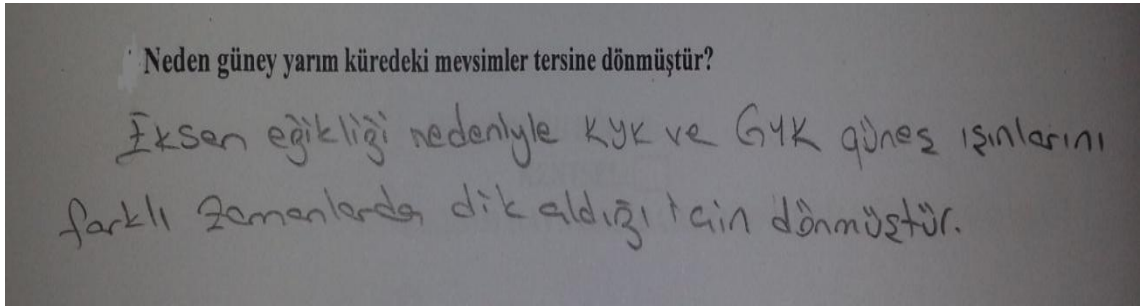 Neden güney yarım küredeki mevsimler tersine dönmüştür?
Eksen eğikliği nedeniyle KYK ve GYK güneş ışınlarını
farklı zamanlarda dik aldığı için dönmüştür.